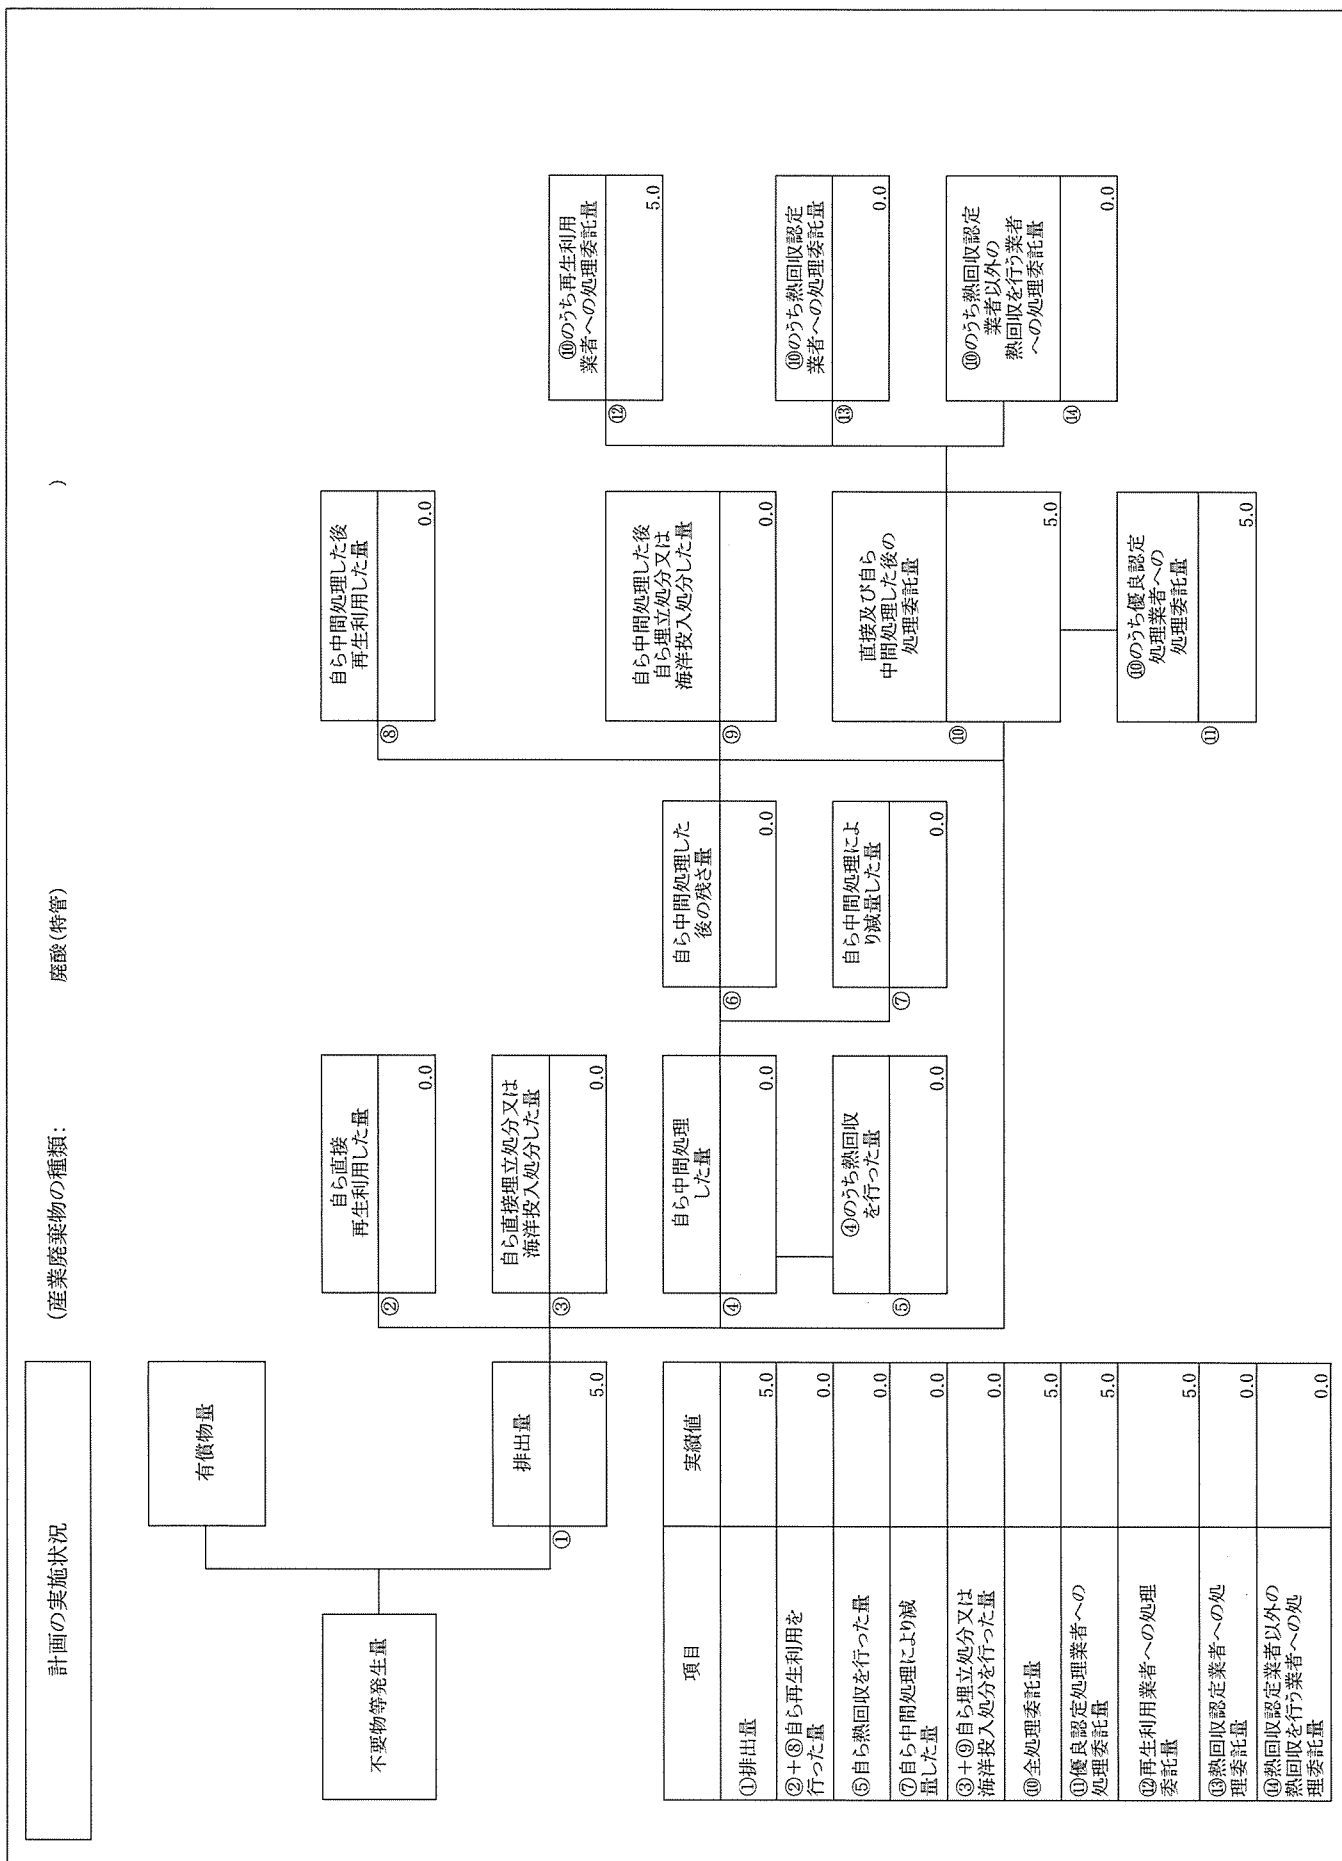 計画の実施状況
(産業廃棄物の種類: 廃酸(特管) )
不要物等発生量
有償物量
①
排出量
5.0
②
自ら直接
再生利用した量
0.0
③
自ら直接埋立処分又は
海洋投入処分した量
0.0
④
自ら中間処理
した量
0.0
⑤
④のうち熱回収
を行った量
0.0
⑥
自ら中間処理した
後の残さ量
0.0
⑦
自ら中間処理によ
り減量した量
0.0
⑧
自ら中間処理した後
再生利用した量
0.0
⑨
自ら中間処理した後
自ら埋立処分又は
海洋投入処分した量
0.0
⑩
直接及び自ら
中間処理した後の
処理委託量
5.0
⑪
⑩のうち優良認定
処理業者への
処理委託量
5.0
⑫
⑩のうち再生利用
業者への処理委託量
5.0
⑬
⑩のうち熱回収認定
業者への処理委託量
0.0
⑭
⑩のうち熱回収認定
業者以外の
熱回収を行う業者
への処理委託量
0.0
項目 実績値
①排出量 5.0
②+⑧自ら再生利用を
行った量 0.0
⑤自ら熱回収を行った量 0.0
⑦自ら中間処理により減
量した量 0.0
③+⑨自ら埋立処分又は
海洋投入処分を行った量 0.0
⑩全処理委託量 5.0
⑪優良認定処理業者への
処理委託量 5.0
⑫再生利用業者への処理
委託量 5.0
⑬熱回収認定業者への処
理委託量 0.0
⑭熱回収認定業者以外の
熱回収を行う業者への処
理委託量 0.0